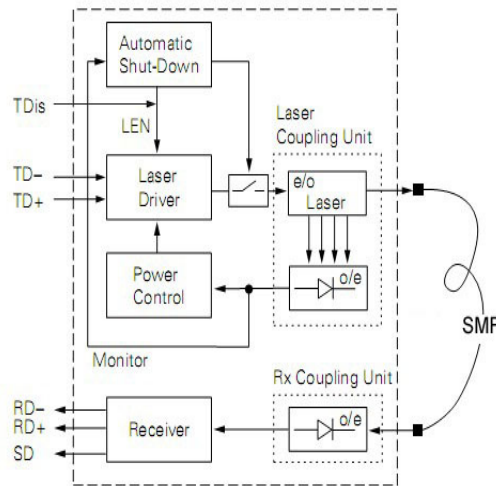 Automatic
Shut-Down
TDis
LEN
Laser
Coupling Unit
TD–
TD+
Laser
Driver
e/o
Laser
Power
Control
o/e
SMF
Monitor
Rx Coupling Unit
RD–
RD+
SD
Receiver
o/e